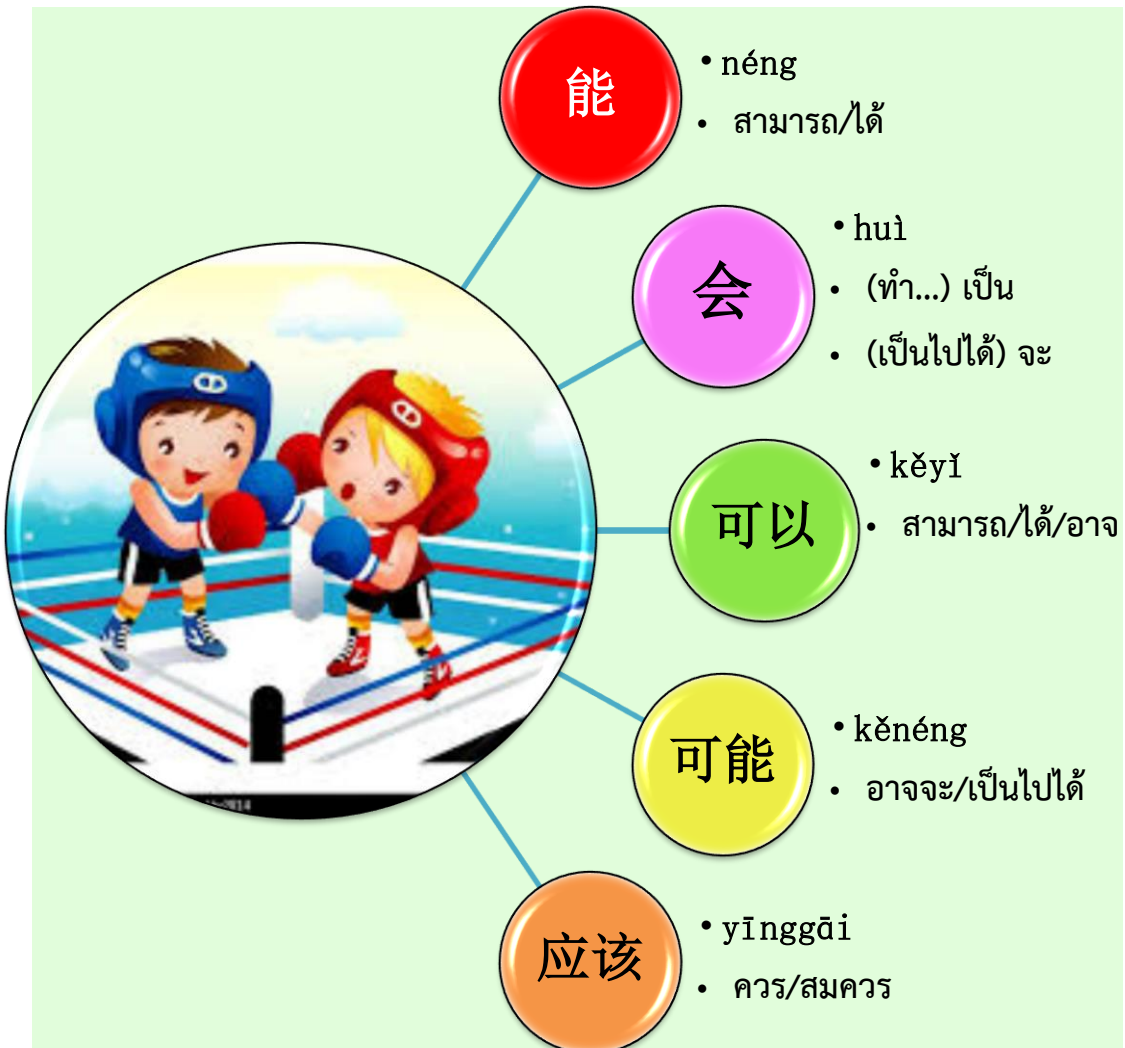 能
• néng
• สามารถ/ได้
会
• huì
• (ทำ...) เป็น
• (เป็นไปได้) จะ
可以
• kěyǐ
• สามารถ/ได้/อาจ
可能
• kěnéng
• อาจจะ/เป็นไปได้
应该
• yīnggāi
• ควร/สมควร